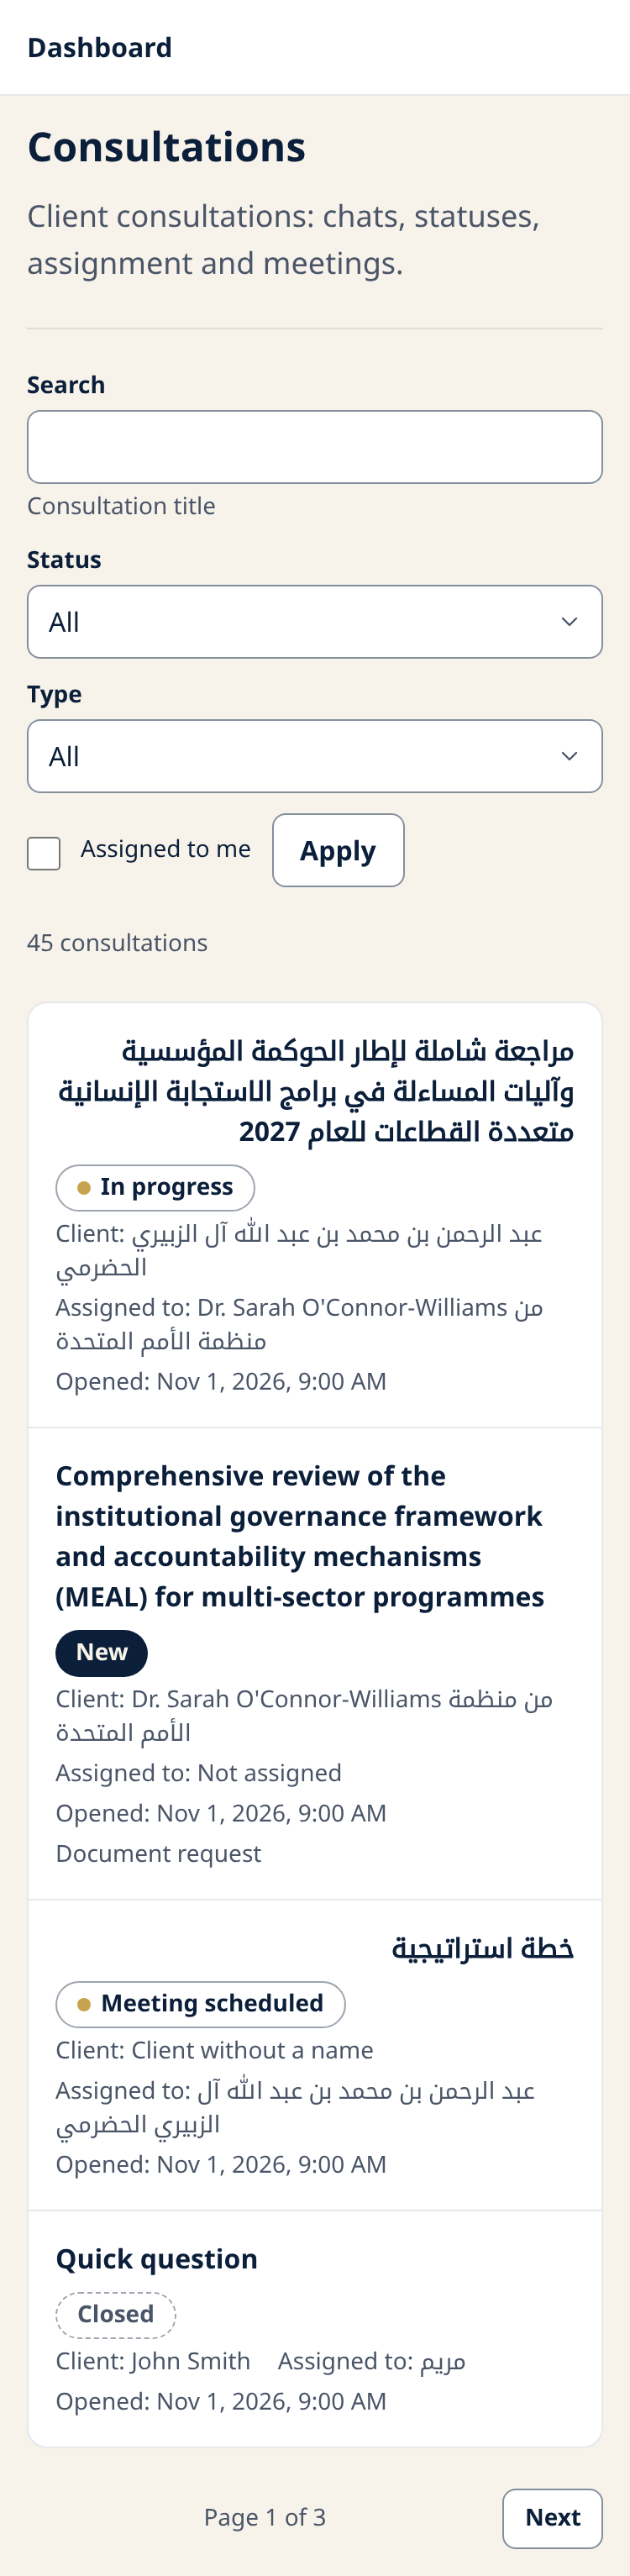 Dashboard
Consultations
Client consultations: chats, statuses,
assignment and meetings.
Search
Consultation title
Status
All
Type
All
Assigned to me
Apply
45 consultations
مراجعة شاملة لإطار الحوكمة المؤسسية
وآليات المساءلة في برامج الاستجابة الإنسانية
متعددة القطاعات للعام 2027
In progress
Client: عبد الرحمن بن محمد بن عبد الله آل الزبيري
الحضرمي
Assigned to: Dr. Sarah O'Connor-Williams من
منظمة الأمم المتحدة
Opened: Nov 1, 2026, 9:00 AM
Comprehensive review of the
institutional governance framework
and accountability mechanisms
(MEAL) for multi-sector programmes
New
Client: Dr. Sarah O'Connor-Williams من منظمة
الأمم المتحدة
Assigned to: Not assigned
Opened: Nov 1, 2026, 9:00 AM
Document request
خطة استراتيجية
Meeting scheduled
Client: Client without a name
Assigned to: عبد الرحمن بن محمد بن عبد الله آل
الزبيري الحضرمي
Opened: Nov 1, 2026, 9:00 AM
Quick question
Closed
Client: John Smith Assigned to: مريم
Opened: Nov 1, 2026, 9:00 AM
Page 1 of 3
Next